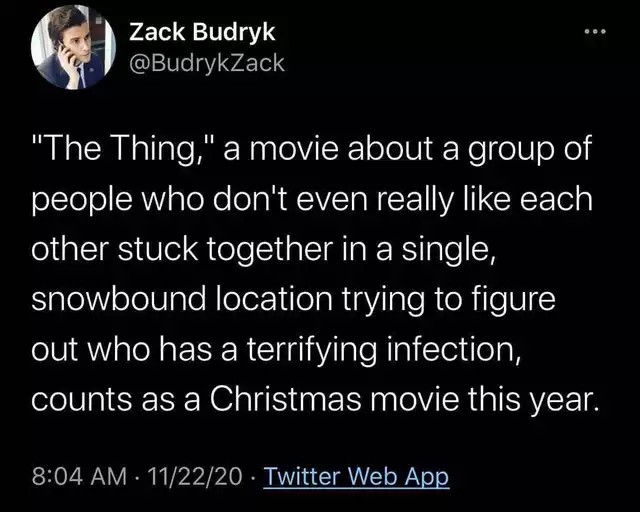 Zack Budryk
@BudrykZack
"The Thing," a movie about a group of
people who don't even really like each
other stuck together in a single,
snowbound location trying to figure
out who has a terrifying infection,
counts as a Christmas movie this year.
8:04 AM · 11/22/20 · Twitter Web App